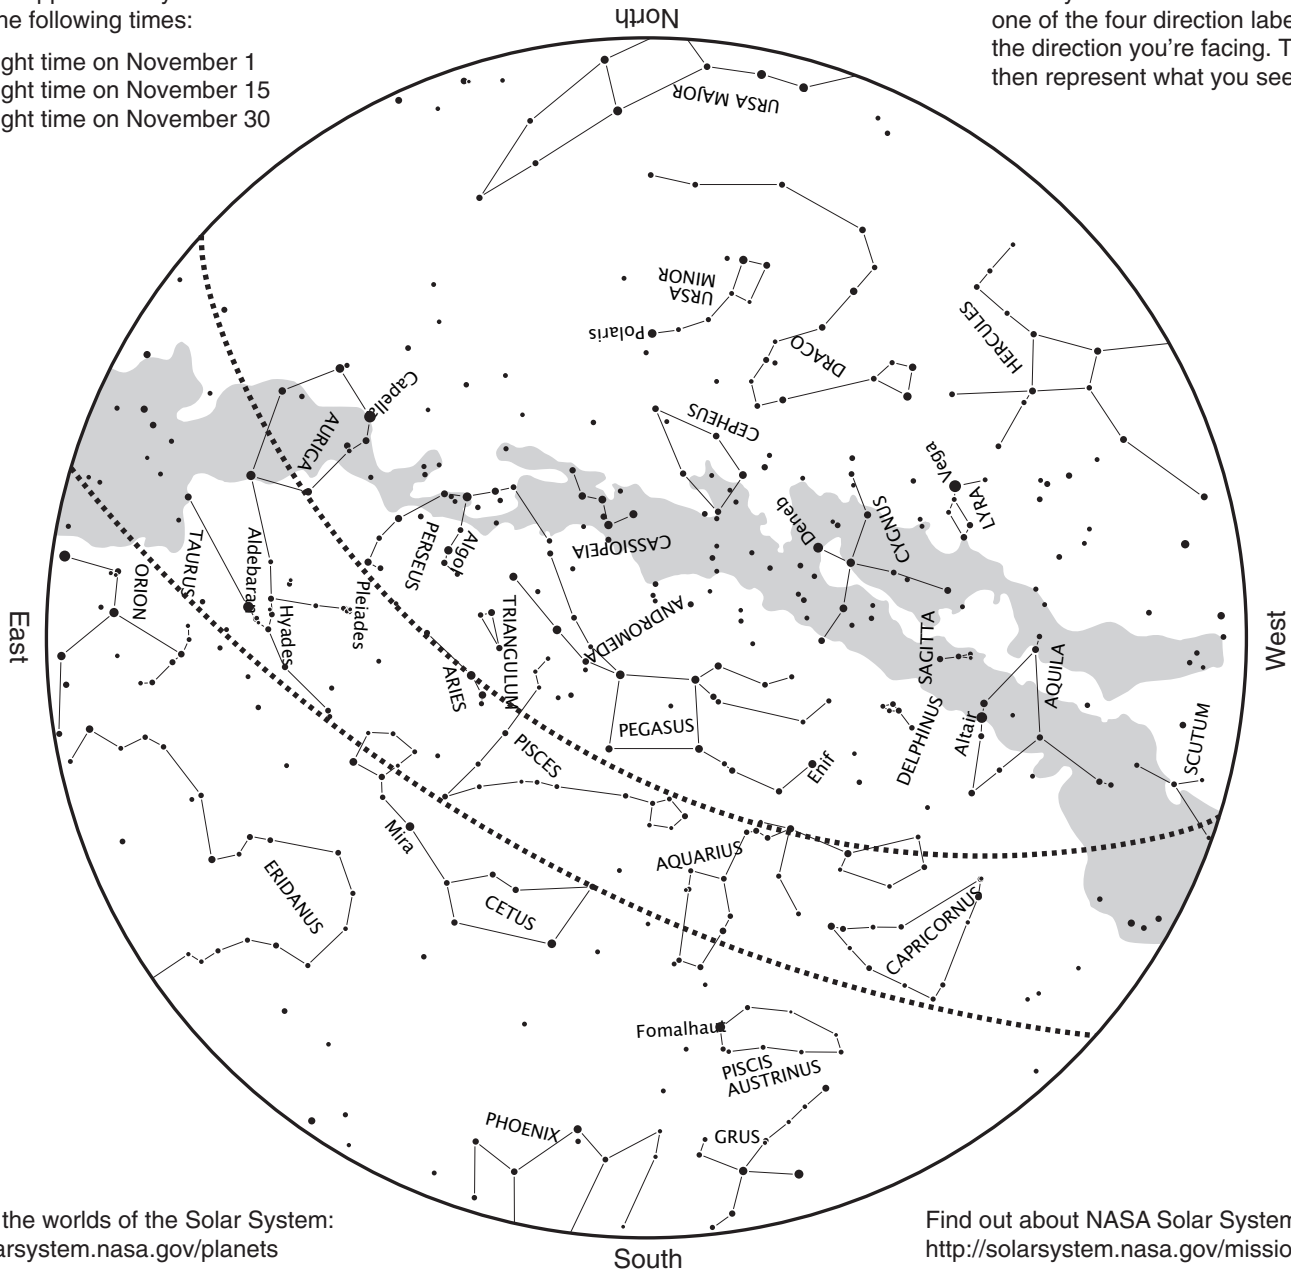 North
he following times:
ght time on November 1
ght time on November 15
ght time on November 30
one of the four direction labe
the direction you're facing. T
then represent what you see
URSA MAJOR
URSA
MINOR
Polaris
HERCULES
DRACO
CEPHEUS
Capella
AURIGA
Vega
LYRA
Deneb
CYGNUS
CASSIOPEIA
PERSEUS
Algol
TAURUS
Aldebaran
ORION
Hyades
Pleiades
TRIANGULUM
ANDROMEDA
ARIES
SAGITTA
AQUILA
East
West
PEGASUS
Enif
DELPHINUS
Altair
SCUTUM
PISCES
Mira
AQUARIUS
ERIDANUS
CETUS
CAPRICORNUS
Fomalhaut
PISCIS
AUSTRINUS
PHOENIX
GRUS
the worlds of the Solar System:
arsystem.nasa.gov/planets
Find out about NASA Solar System
http://solarsystem.nasa.gov/missio
South